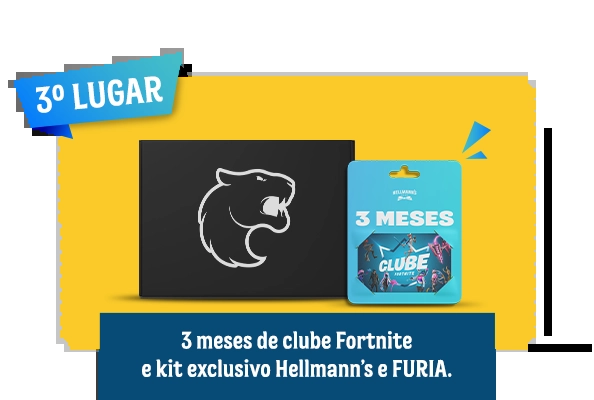 3º LUGAR
HELLMANN'S
3 MESES
CLUBE
FORTNITE
3 meses de clube Fortnite
e kit exclusivo Hellmann's e FURIA.